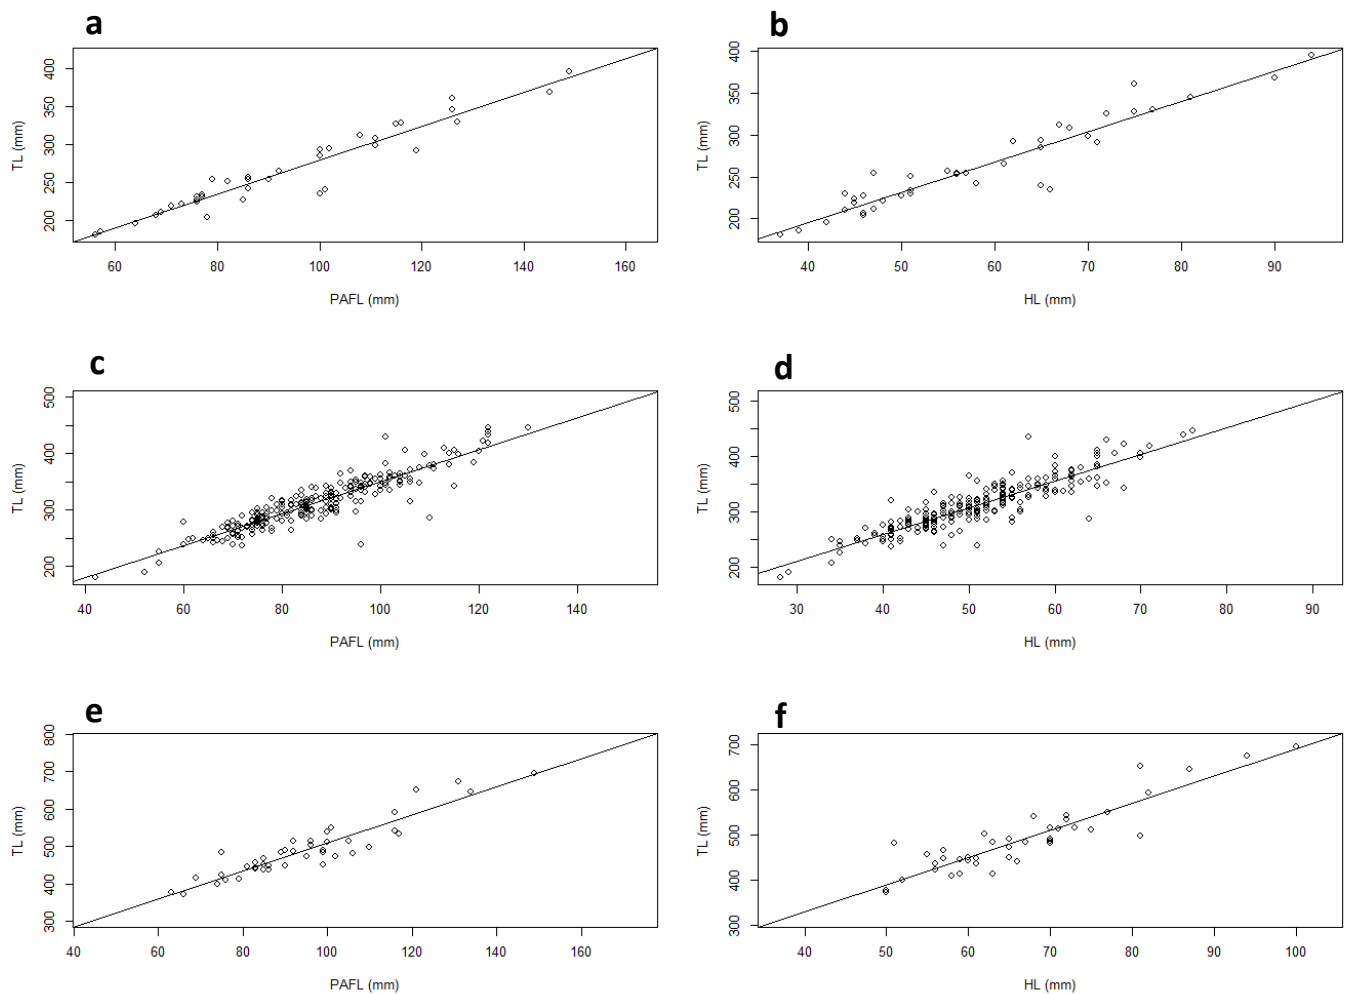 a
400
350
300
250
200
TL (mm)
60 80 100 120 140 160
PAFL (mm)
b
400
350
300
250
200
TL (mm)
40 50 60 70 80 90
HL (mm)
c
500
400
300
200
TL (mm)
40 60 80 100 120 140
PAFL (mm)
d
500
400
300
200
TL (mm)
30 40 50 60 70 80 90
HL (mm)
e
800
700
600
500
400
300
TL (mm)
40 60 80 100 120 140 160
PAFL (mm)
f
700
600
500
400
300
TL (mm)
40 50 60 70 80 90 100
HL (mm)